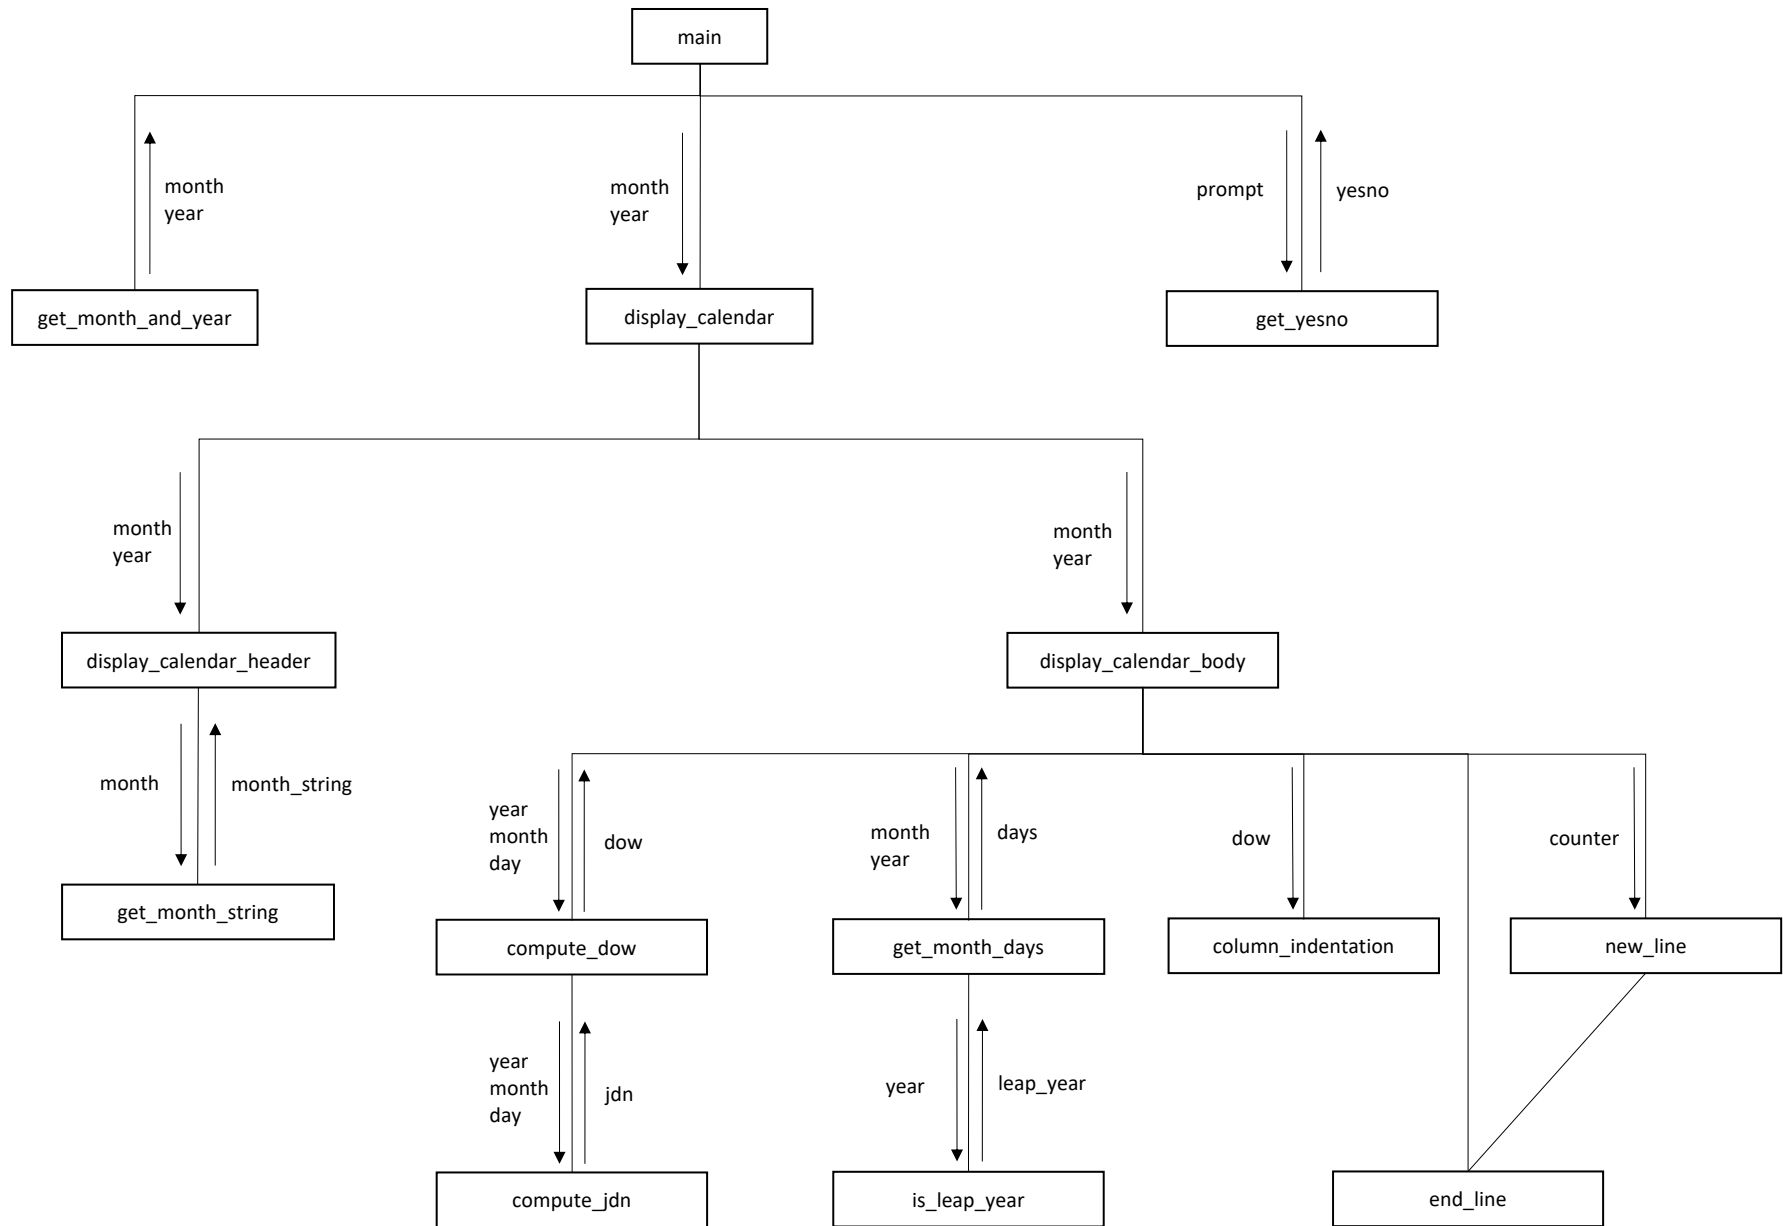 main
month
year
month
year
prompt
yesno
get_month_and_year
display_calendar
get_yesno
month
year
month
year
display_calendar_header
display_calendar_body
month
month_string
year
month
day
dow
month
year
days
dow
counter
get_month_string
compute_dow
get_month_days
column_indentation
new_line
year
month
day
jdn
year
leap_year
compute_jdn
is_leap_year
end_line